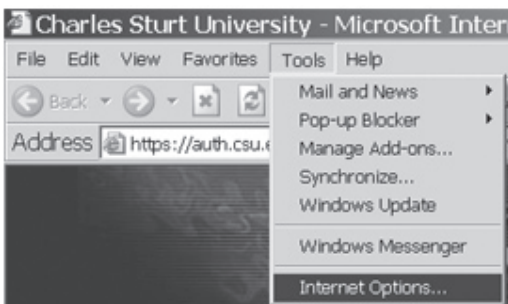 Charles Sturt University - Microsoft Inter
File Edit View Favorites Tools Help
Back
Mail and News
Pop-up Blocker
Address https://auth.csu.e
Manage Add-ons...
Synchronize...
Windows Update
Windows Messenger
Internet Options...